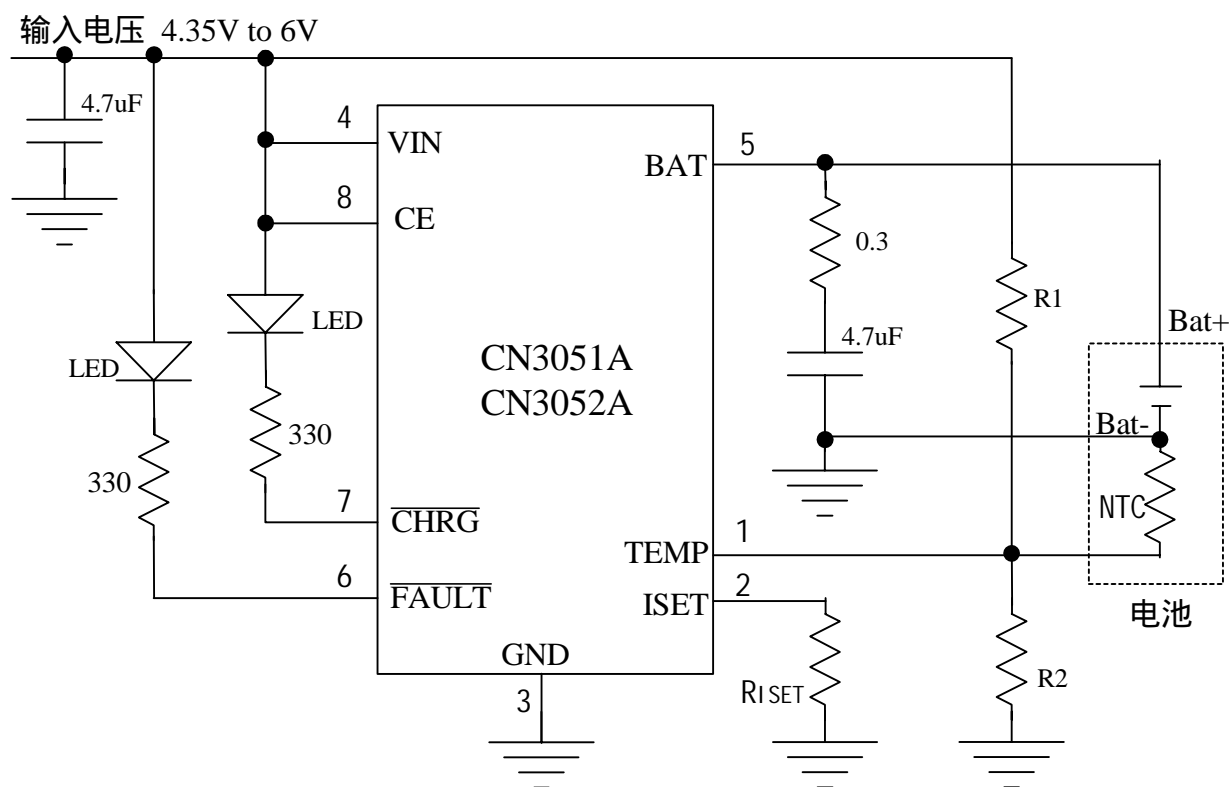 输入电压 4.35V to 6V
4.7uF
4
VIN
5
BAT
8
CE
0.3
R1
LED
Bat+
4.7uF
LED
CN3051A
CN3052A
Bat-
330
330
NTC
7
CHRG
1
TEMP
6
FAULT
2
ISET
电池
GND
R2
RISET
3